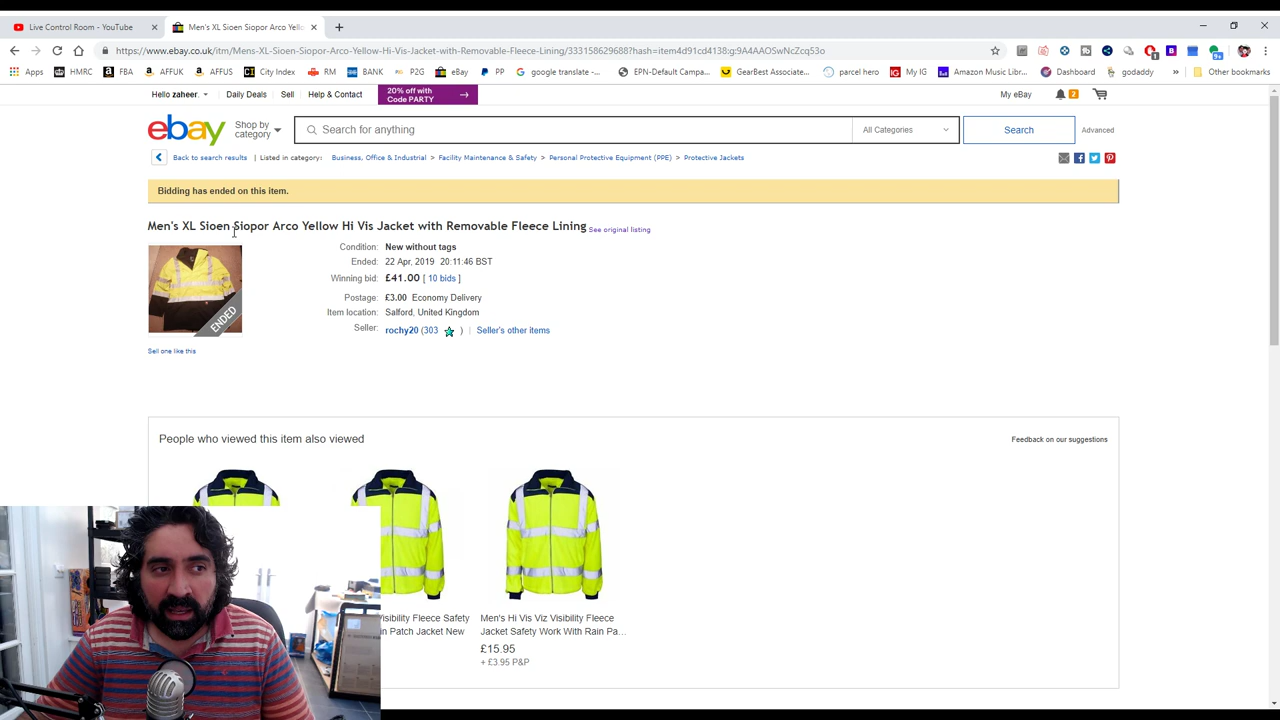 Live Control Room - YouTube
Men's XL Sioen Siopor Arco Yello
https://www.ebay.co.uk/itm/Mens-XL-Sioen-Siopor-Arco-Yellow-Hi-Vis-Jacket-with-Removable-Fleece-Lining/333158629688?hash=item4d91cd4138:g:9A4AAOSwNcZcq53o
Apps HMRC FBA AFFUK AFFUS City Index RM BANK P2G eBay PP google translate -... EPN-Default Campa... GearBest Associate... parcel hero My IG Amazon Music Libr... Dashboard godaddy » Other bookmarks
Hello zaheer. Daily Deals Sell Help & Contact 20% off with Code PARTY My eBay 2
ebay Shop by category Search for anything All Categories Search Advanced
Back to search results | Listed in category: Business, Office & Industrial > Facility Maintenance & Safety > Personal Protective Equipment (PPE) > Protective Jackets
Bidding has ended on this item.
Men's XL Sioen Siopor Arco Yellow Hi Vis Jacket with Removable Fleece Lining See original listing
Condition: New without tags
Ended: 22 Apr, 2019 20:11:46 BST
Winning bid: £41.00 [ 10 bids ]
Postage: £3.00 Economy Delivery
Item location: Salford, United Kingdom
Seller: rochy20 (303 ) | Seller's other items
ENDED
Sell one like this
People who viewed this item also viewed
Feedback on our suggestions
isibility Fleece Safety
n Patch Jacket New
Men's Hi Vis Viz Visibility Fleece
Jacket Safety Work With Rain Pa...
£15.95
+ £3.95 P&P